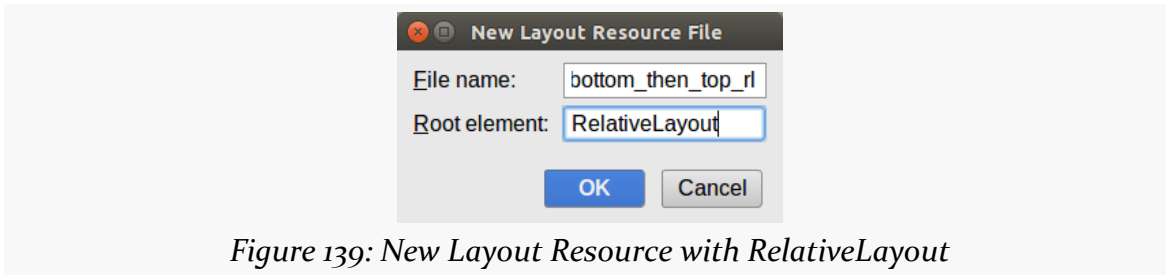 New Layout Resource File
File name: bottom_then_top_rl
Root element: RelativeLayout
OK Cancel
Figure 139: New Layout Resource with RelativeLayout